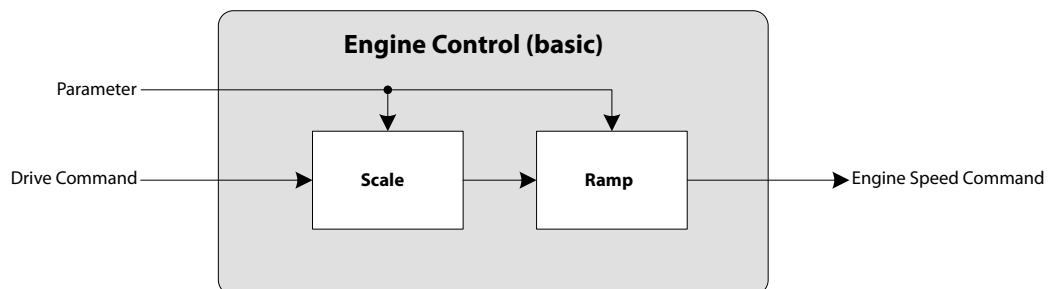 Engine Control (basic)
Parameter
Drive Command
Scale
Ramp
Engine Speed Command